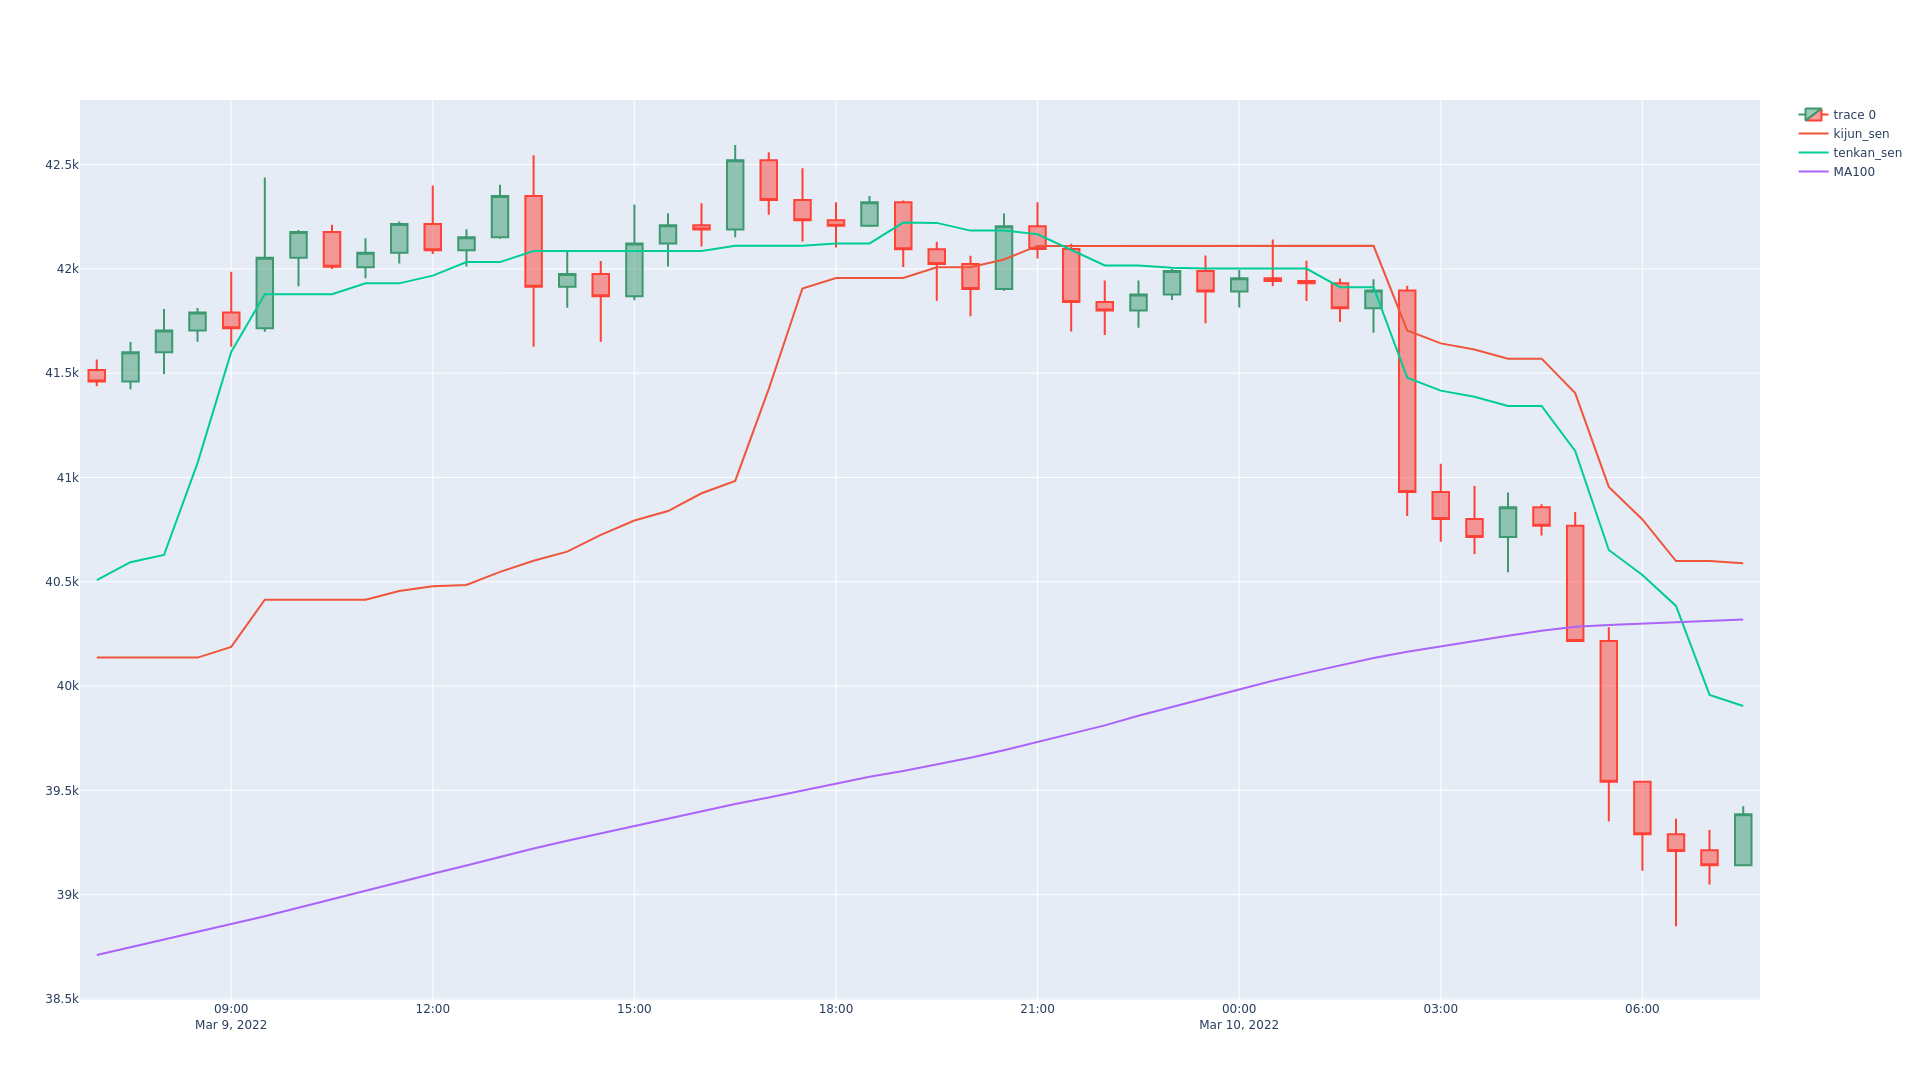 trace 0
kijun_sen
tenkan_sen
MA100
42.5k
42k
41.5k
41k
40.5k
40k
39.5k
39k
38.5k
09:00 12:00 15:00 18:00 21:00 00:00 03:00 06:00
Mar 9, 2022 Mar 10, 2022